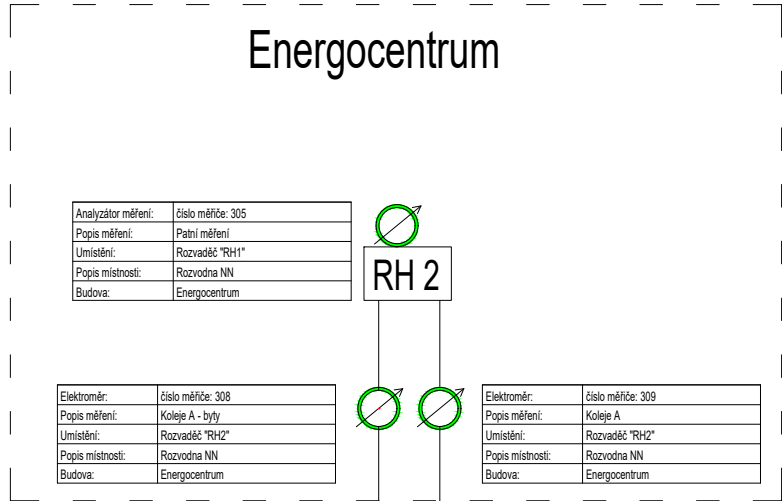 Energocentrum
Analyzátor měření: číslo měřiče: 305
Popis měření: Patní měření
Umístění: Rozvaděč "RH1"
Popis místnosti: Rozvodna NN
Budova: Energocentrum
RH 2
Elektroměr: číslo měřiče: 308
Popis měření: Koleje A - byty
Umístění: Rozvaděč "RH2"
Popis místnosti: Rozvodna NN
Budova: Energocentrum
Elektroměr: číslo měřiče: 309
Popis měření: Koleje A
Umístění: Rozvaděč "RH2"
Popis místnosti: Rozvodna NN
Budova: Energocentrum